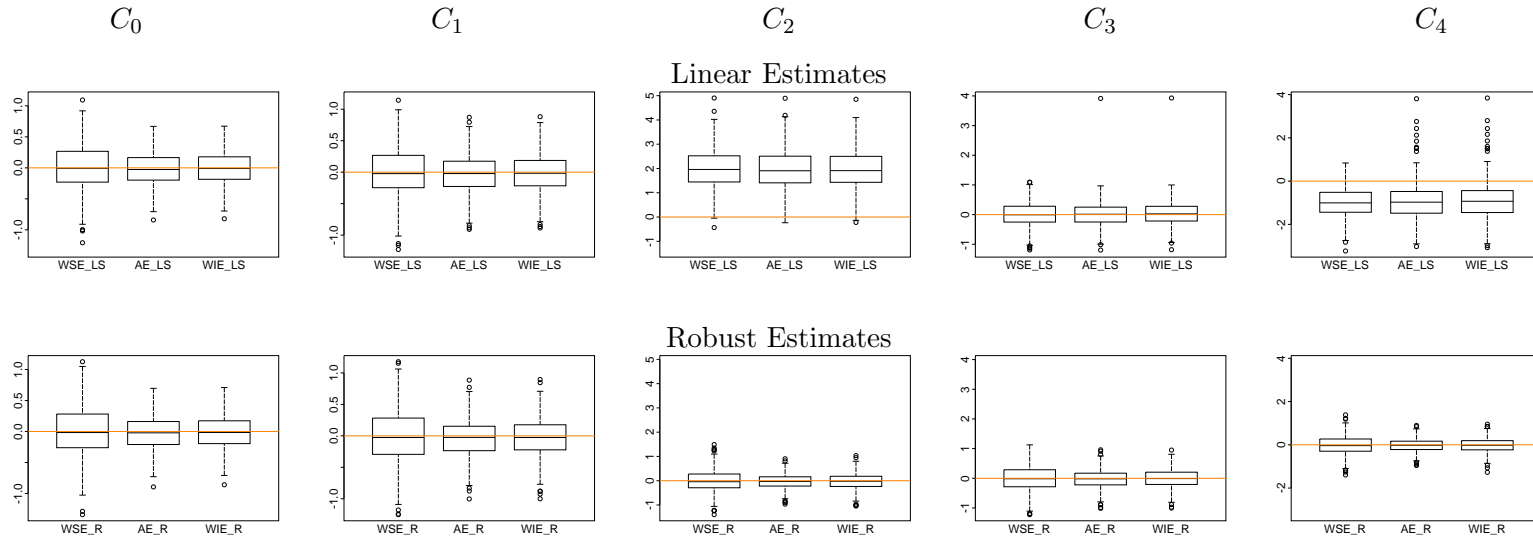 C0 C1 C2 C3 C4
Linear Estimates
1.0 0.5 0.0 -1.0
WSE_LS AE_LS WIE_LS
1.0 0.5 0.0 -1.0
WSE_LS AE_LS WIE_LS
5 4 3 2 1 0 -1
WSE_LS AE_LS WIE_LS
4 3 2 1 0 -1
WSE_LS AE_LS WIE_LS
4 2 0 -2
WSE_LS AE_LS WIE_LS
Robust Estimates
1.0 0.5 0.0 -1.0
WSE_R AE_R WIE_R
1.0 0.5 0.0 -1.0
WSE_R AE_R WIE_R
5 4 3 2 1 0 -1
WSE_R AE_R WIE_R
4 3 2 1 0 -1
WSE_R AE_R WIE_R
4 2 0 -2
WSE_R AE_R WIE_R